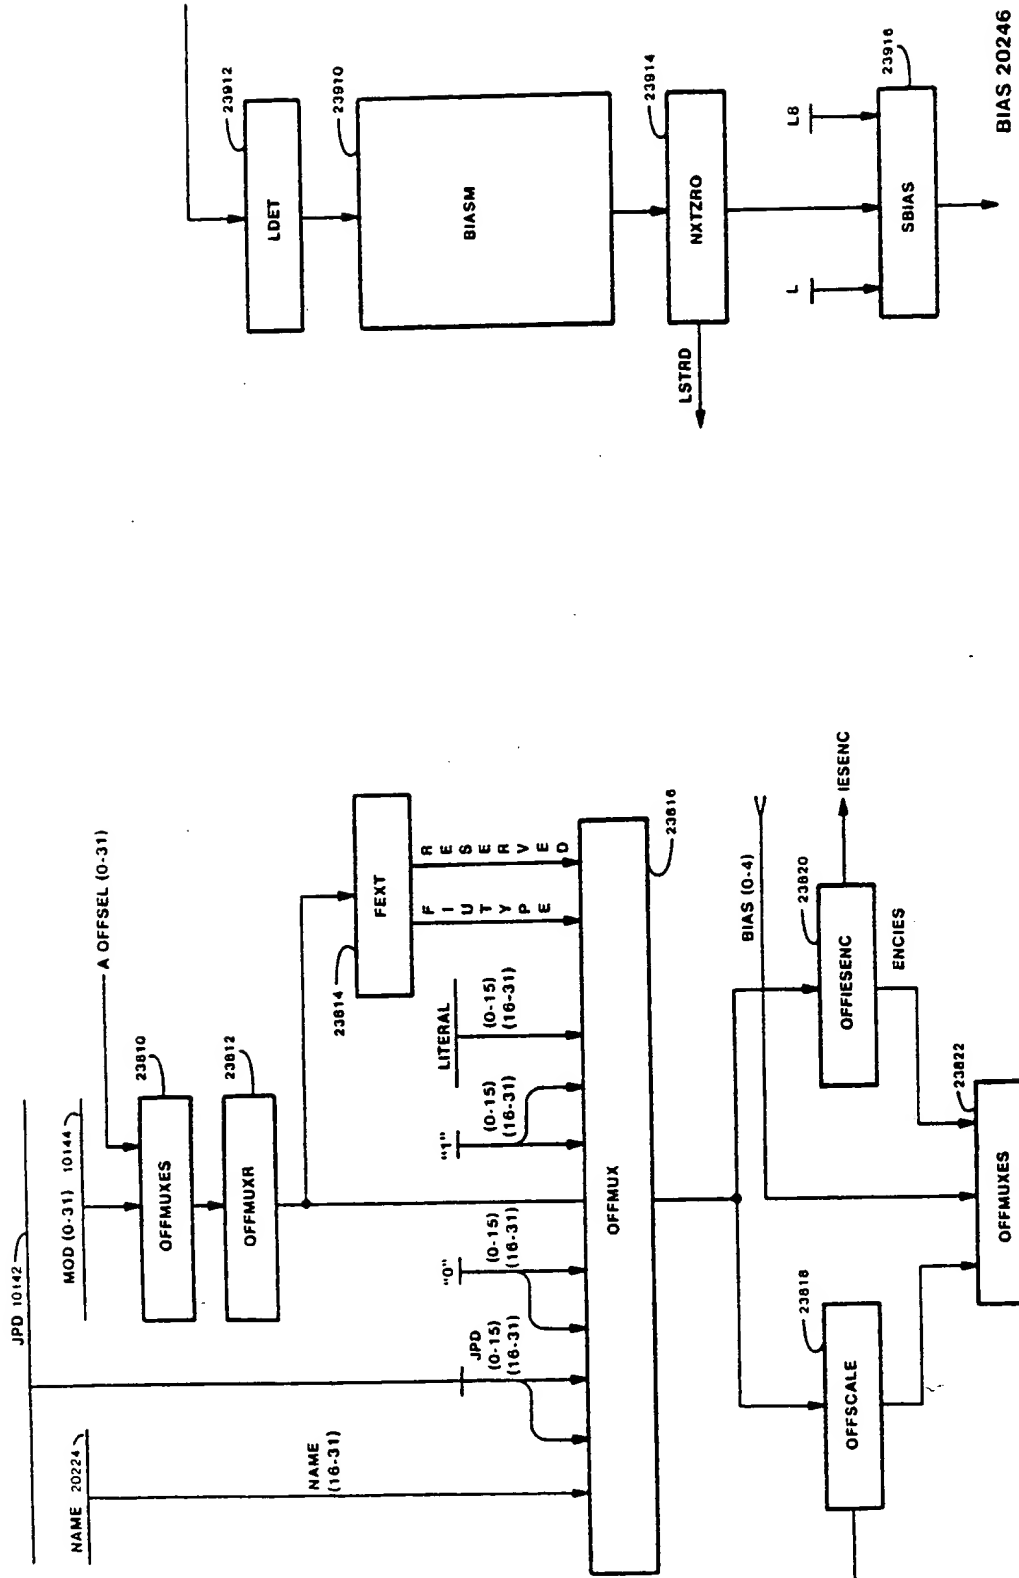 JPD 10142
NAME 20224
MOD (0-31) 10144
A OFFSEL (0-31)
OFFMUXES
23810
OFFMUXR
23812
NAME
(16-31)
JPD
(0-15)
(16-31)
"0"
(0-15)
(16-31)
"1"
(0-15)
(16-31)
LITERAL
(0-15)
(16-31)
23814
FEXT
FIUTYPE
RESERVED
OFFMUX
23816
BIAS (0-4)
OFFSCALE
23818
OFFIESENC
23820
IESENC
ENCIES
OFFMUXES
23822
LDET
23912
BIASM
23910
NXTZRO
23914
LSTRD
L
L8
SBIAS
23916
BIAS 20246